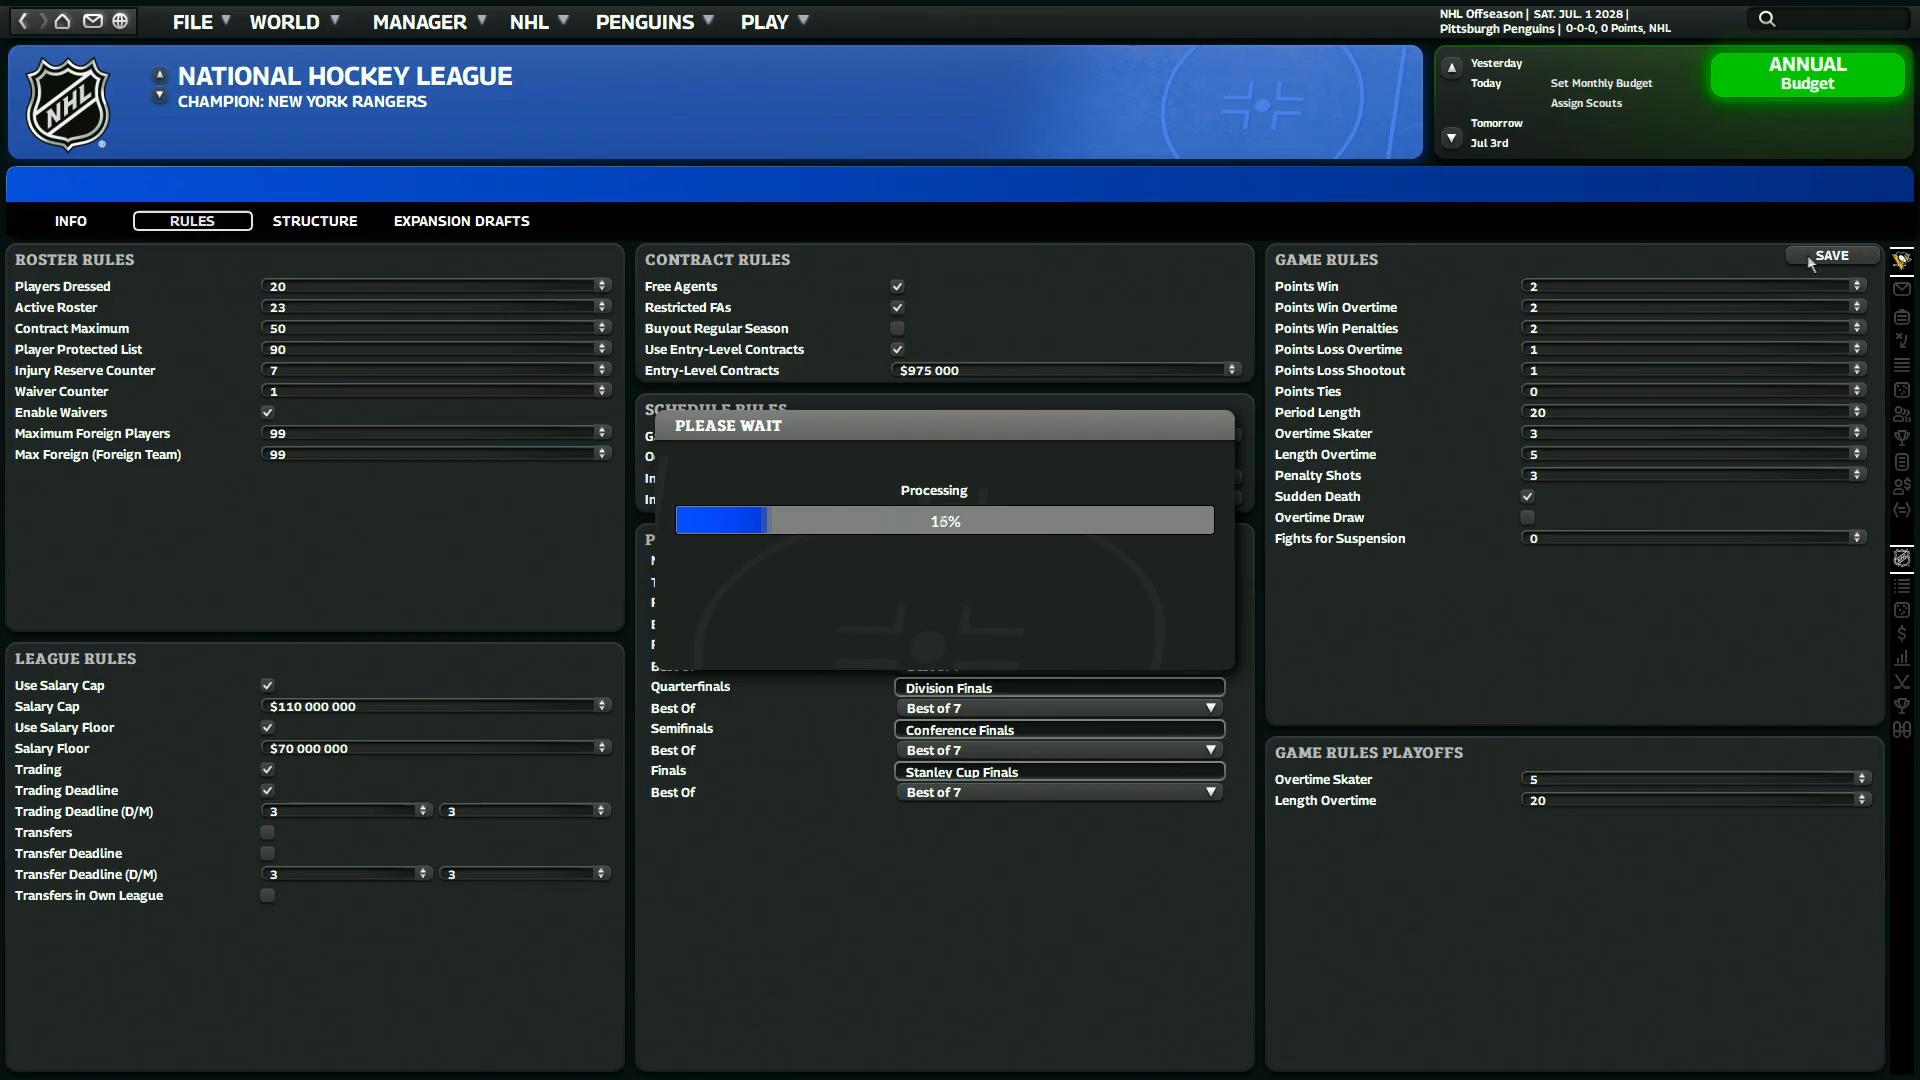 FILE WORLD MANAGER NHL PENGUINS PLAY
NHL Offseason | SAT. JUL. 1 2028 |
Pittsburgh Penguins | 0-0-0, 0 Points, NHL
NHL
NATIONAL HOCKEY LEAGUE
CHAMPION: NEW YORK RANGERS
Yesterday
Today Set Monthly Budget
Assign Scouts
Tomorrow
Jul 3rd
ANNUAL
Budget
INFO RULES STRUCTURE EXPANSION DRAFTS
ROSTER RULES
Players Dressed 20
Active Roster 23
Contract Maximum 50
Player Protected List 90
Injury Reserve Counter 7
Waiver Counter 1
Enable Waivers
Maximum Foreign Players 99
Max Foreign (Foreign Team) 99
LEAGUE RULES
Use Salary Cap
Salary Cap $110 000 000
Use Salary Floor
Salary Floor $70 000 000
Trading
Trading Deadline
Trading Deadline (D/M) 3 3
Transfers
Transfer Deadline
Transfer Deadline (D/M) 3 3
Transfers in Own League
CONTRACT RULES
Free Agents
Restricted FAs
Buyout Regular Season
Use Entry-Level Contracts
Entry-Level Contracts $975 000
SCHEDULE RULES
PLEASE WAIT
Processing
Quarterfinals Division Finals
Best Of Best of 7
Semifinals Conference Finals
Best Of Best of 7
Finals Stanley Cup Finals
Best Of Best of 7
GAME RULES
SAVE
Points Win 2
Points Win Overtime 2
Points Win Penalties 2
Points Loss Overtime 1
Points Loss Shootout 1
Points Ties 0
Period Length 20
Overtime Skater 3
Length Overtime 5
Penalty Shots 3
Sudden Death
Overtime Draw
Fights for Suspension 0
GAME RULES PLAYOFFS
Overtime Skater 5
Length Overtime 20